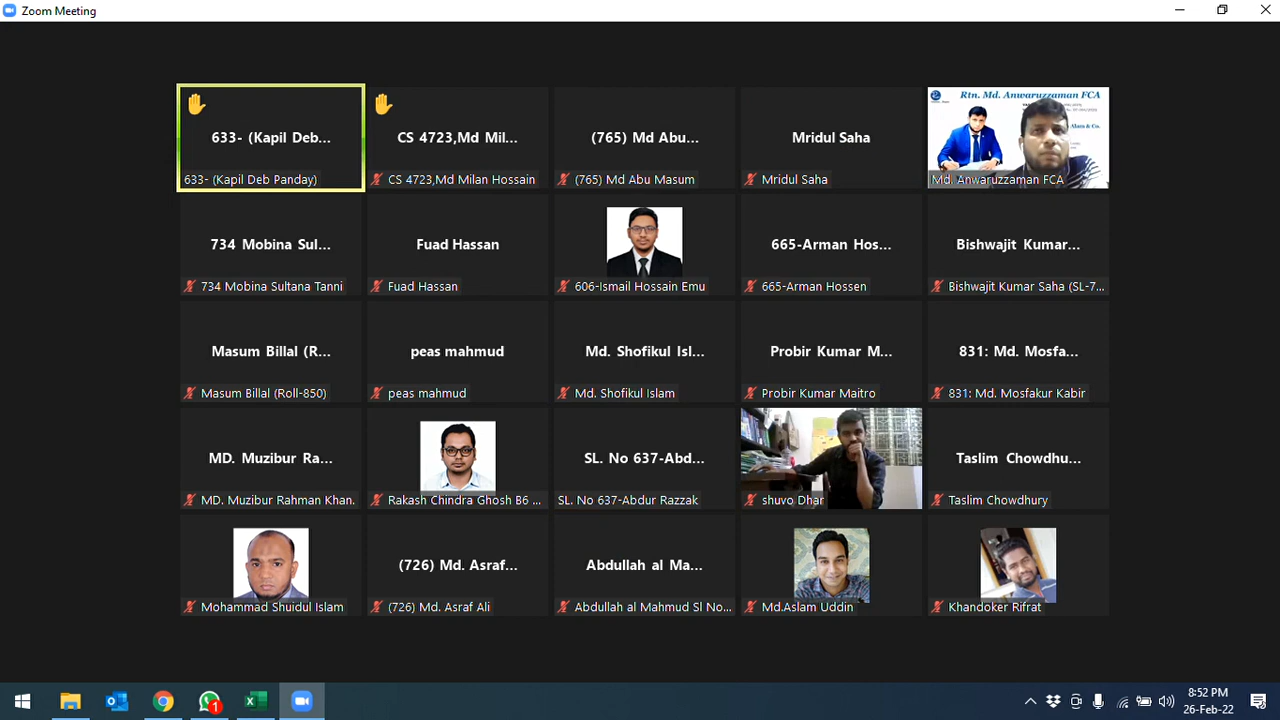 Zoom Meeting
633- (Kapil Deb...
633- (Kapil Deb Panday)
CS 4723,Md Mil...
CS 4723,Md Milan Hossain
(765) Md Abu...
(765) Md Abu Masum
Mridul Saha
Mridul Saha
Rtn. Md. Anwaruzzaman FCA
Alam & Co.
Md. Anwaruzzaman FCA
734 Mobina Sul...
734 Mobina Sultana Tanni
Fuad Hassan
Fuad Hassan
606-Ismail Hossain Emu
665-Arman Hos...
665-Arman Hossen
Bishwajit Kumar...
Bishwajit Kumar Saha (SL-7...
Masum Billal (R...
Masum Billal (Roll-850)
peas mahmud
peas mahmud
Md. Shofikul Isl...
Md. Shofikul Islam
Probir Kumar M...
Probir Kumar Maitro
831: Md. Mosfa...
831: Md. Mosfakur Kabir
MD. Muzibur Ra...
MD. Muzibur Rahman Khan.
Rakash Chindra Ghosh B6 ...
SL. No 637-Abd...
SL. No 637-Abdur Razzak
shuvo Dhar
Taslim Chowdhu...
Taslim Chowdhury
Mohammad Shuidul Islam
(726) Md. Asraf...
(726) Md. Asraf Ali
Abdullah al Ma...
Abdullah al Mahmud Sl No...
Md.Aslam Uddin
Khandoker Rifrat
1
8:52 PM
26-Feb-22